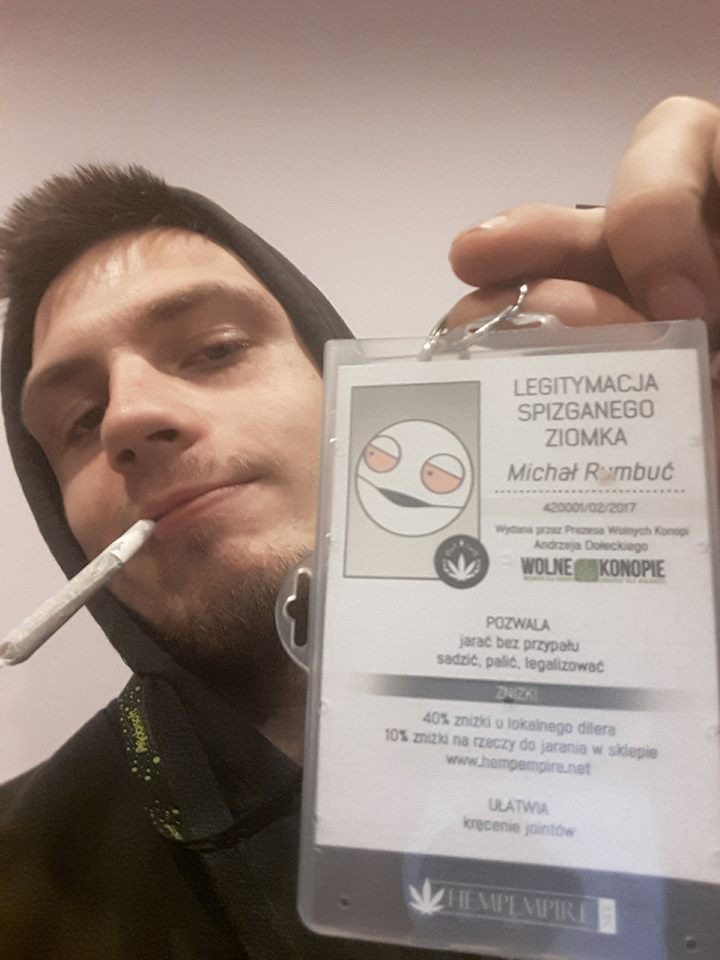 LEGITYMACJA
SPIZGANEGO
ZIOMKA
Michał Rymbuć
420001/02/2017
Wydana przez Prezesa Wolnych Konopi
Andrzeja Dołeckiego
WOLNE KONOPIE
POZWALA
jarać bez przypału
sadzić, palić, legalizować
ZNIŻKI
40% zniżki u lokalnego dilera
10% zniżki na rzeczy do jarania w sklepie
www.hempempire.net
UŁATWIA
kręcenie jointów
HEMPEMPIRE